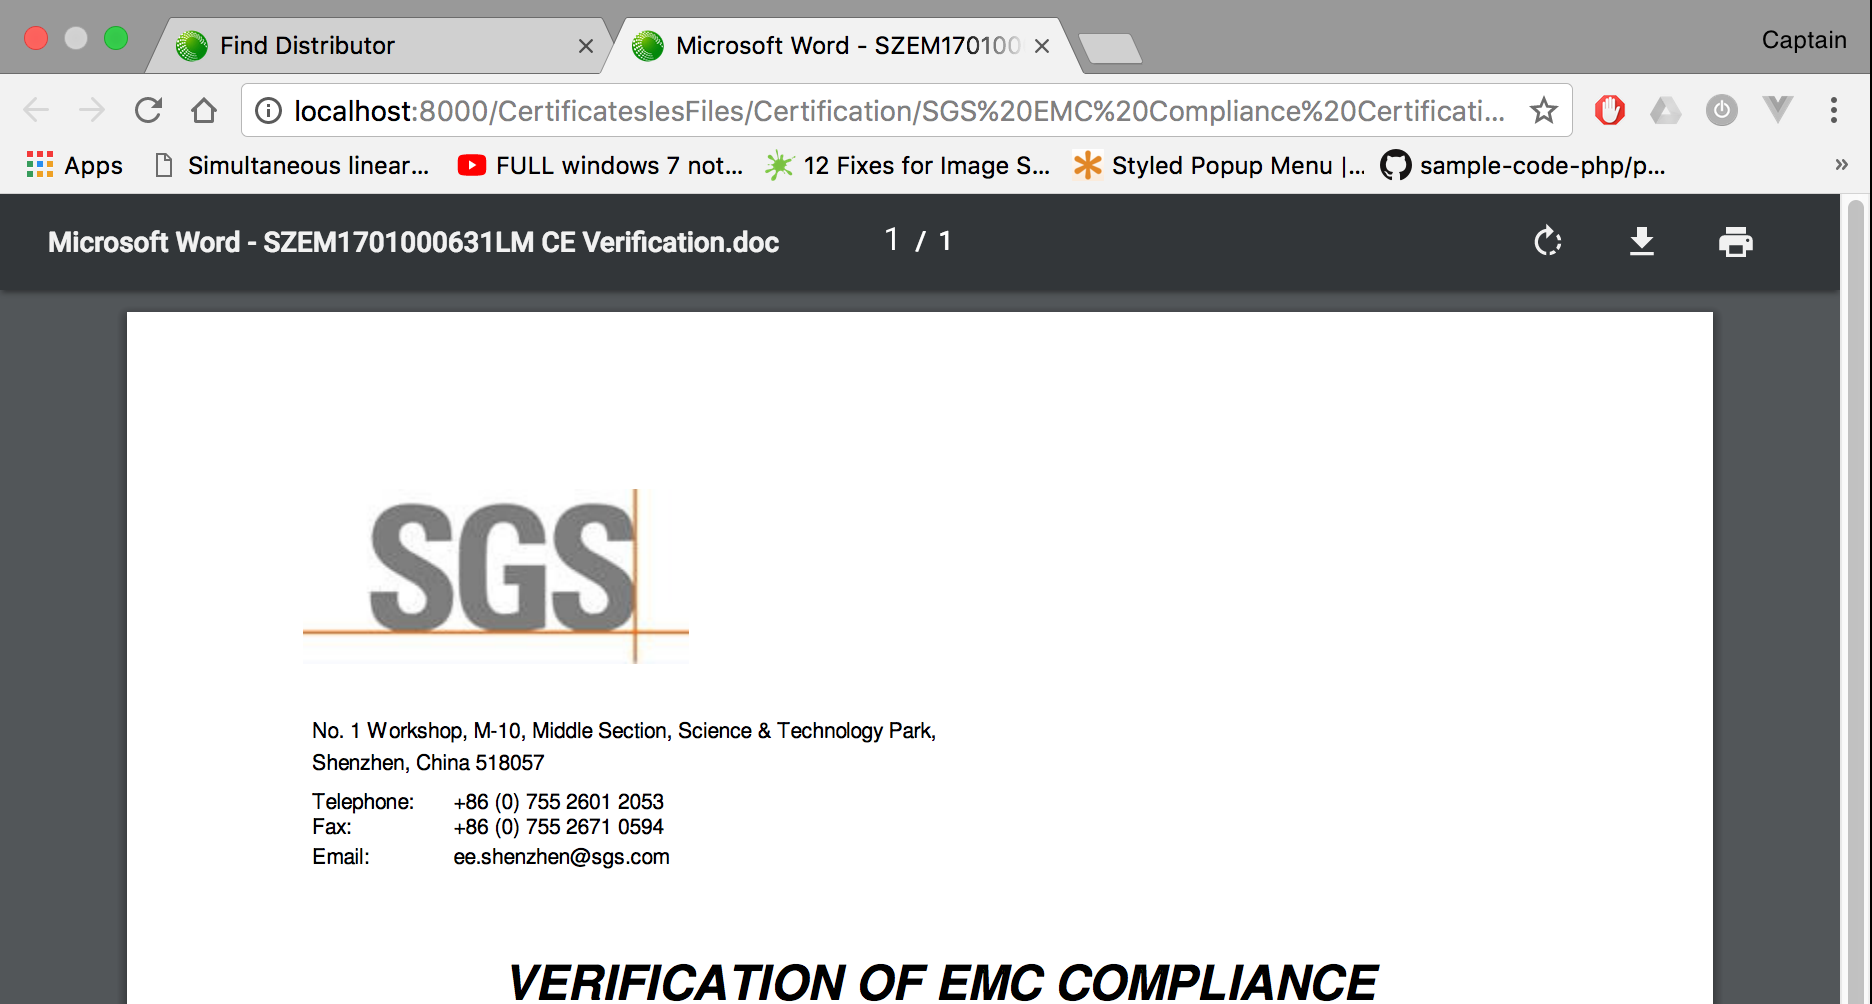 Find Distributor
Microsoft Word - SZEM170100
Captain
localhost:8000/CertificatesIesFiles/Certification/SGS%20EMC%20Compliance%20Certificati...
Apps
Simultaneous linear...
FULL windows 7 not...
12 Fixes for Image S...
Styled Popup Menu |...
sample-code-php/p...
»
Microsoft Word - SZEM1701000631LM CE Verification.doc
1 / 1
SGS
No. 1 Workshop, M-10, Middle Section, Science & Technology Park,
Shenzhen, China 518057
Telephone: +86 (0) 755 2601 2053
Fax: +86 (0) 755 2671 0594
Email: ee.shenzhen@sgs.com
VERIFICATION OF EMC COMPLIANCE